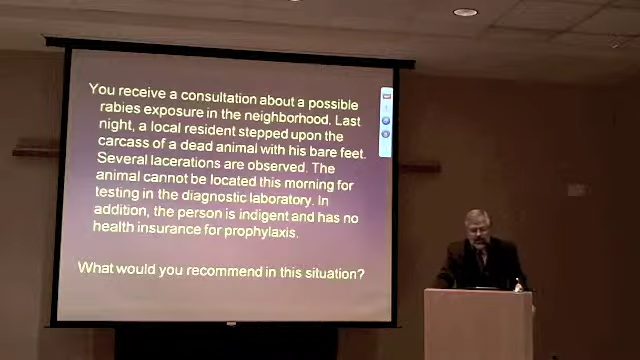 You receive a consultation about a possible
rabies exposure in the neighborhood. Last
night, a local resident stepped upon the
carcass of a dead animal with his bare feet.
Several lacerations are observed. The
animal cannot be located this morning for
testing in the diagnostic laboratory. In
addition, the person is indigent and has no
health insurance for prophylaxis.
What would you recommend in this situation?